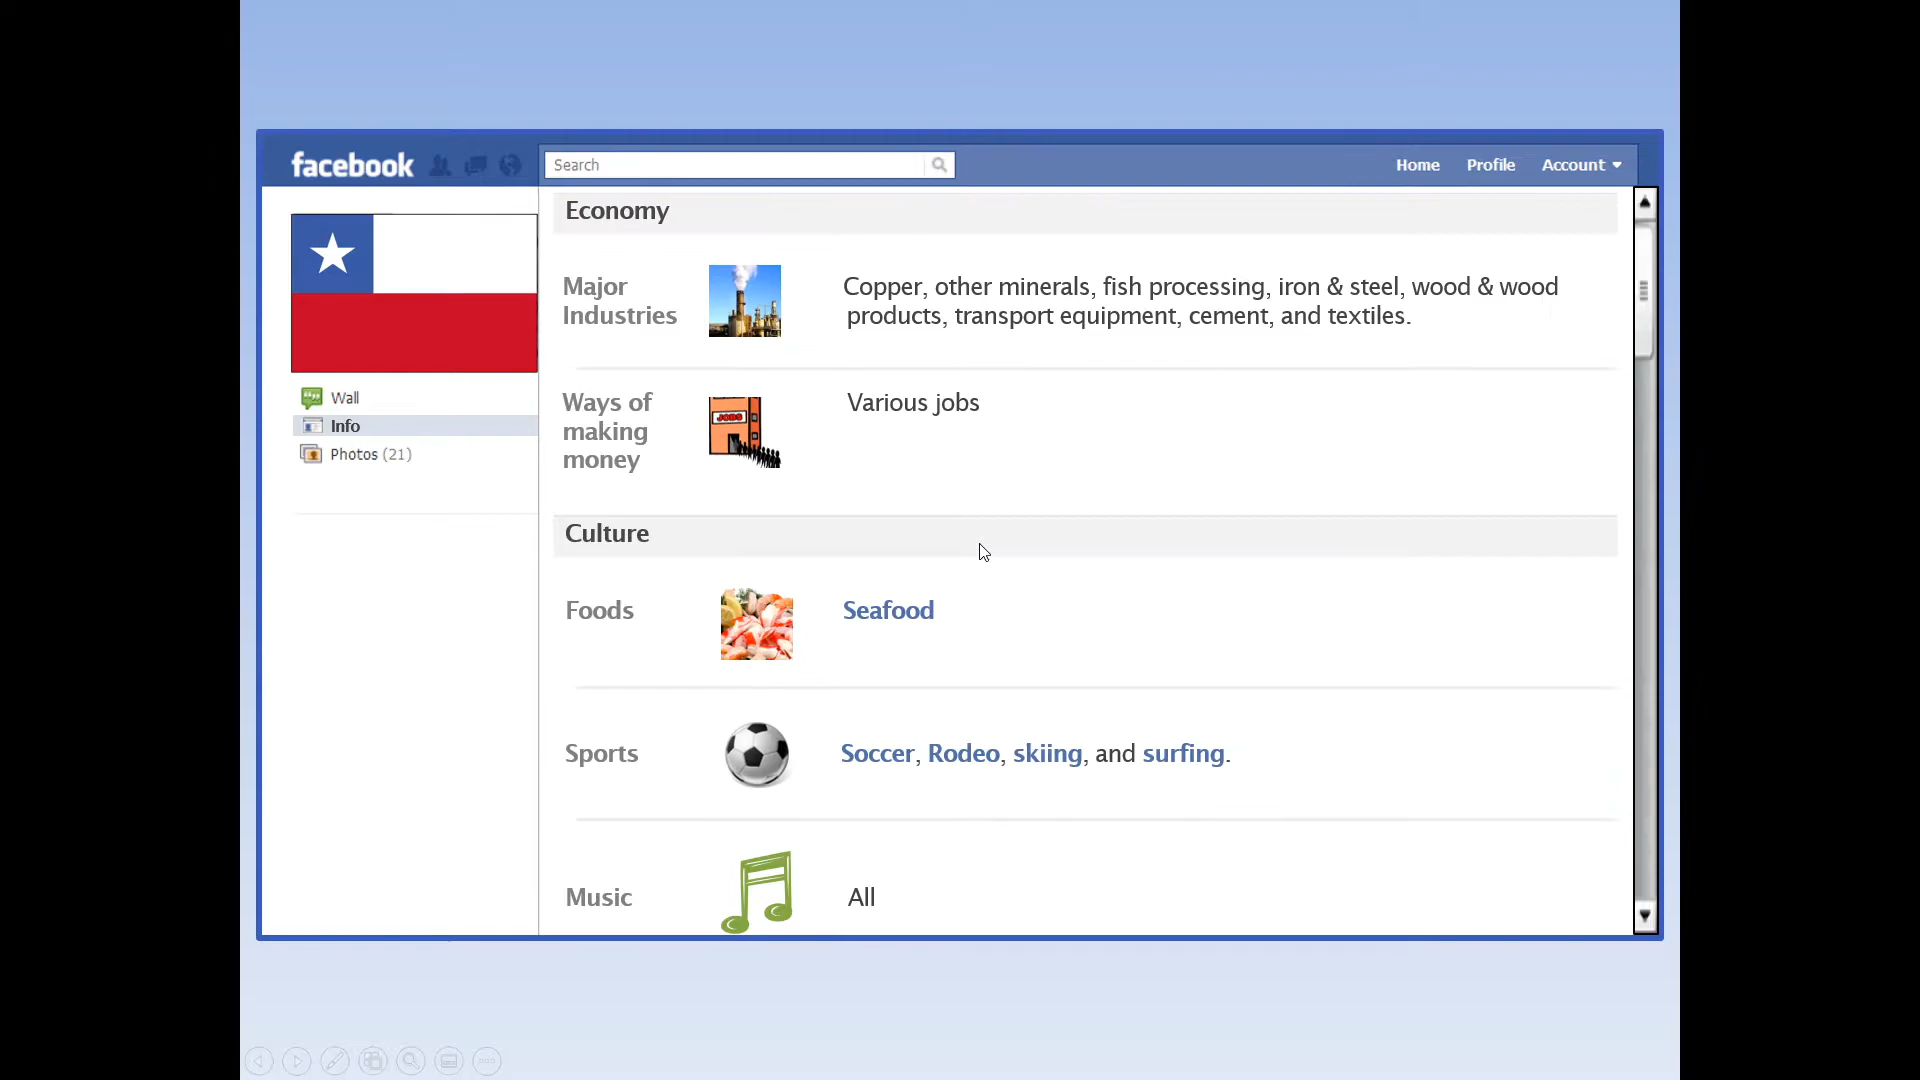 facebook
Search
Home Profile Account
Economy
Major Industries
Copper, other minerals, fish processing, iron & steel, wood & wood
products, transport equipment, cement, and textiles.
Wall
Info
Photos (21)
Ways of
making
money
JOBS
Various jobs
Culture
Foods
Seafood
Sports
Soccer, Rodeo, skiing, and surfing.
Music
All